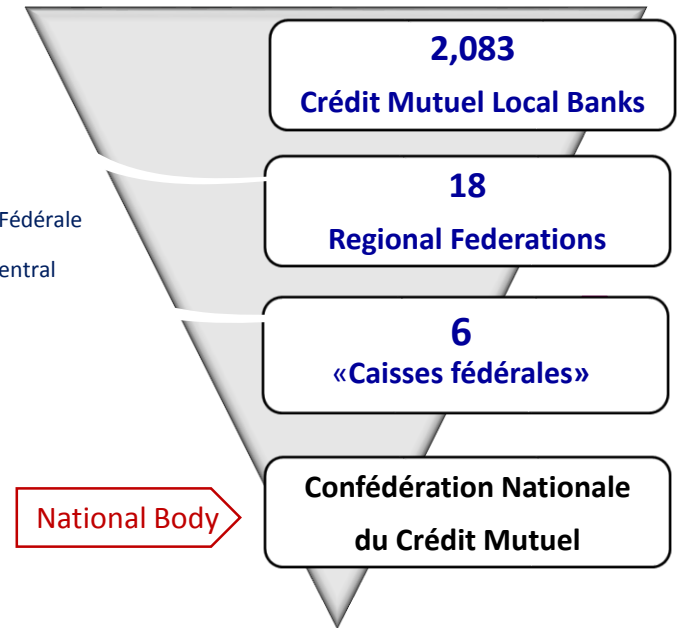 2,083
Crédit Mutuel Local Banks
18
Regional Federations
Fédérale
entral
6
«Caisses fédérales»
National Body
Confédération Nationale
du Crédit Mutuel